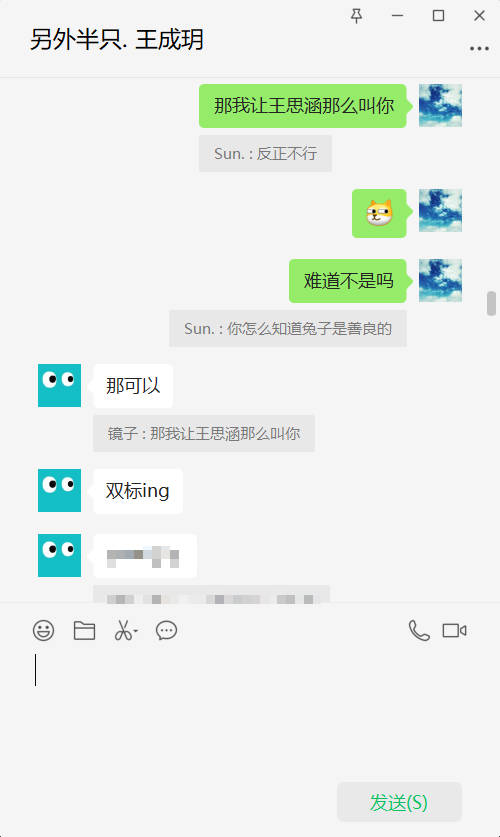 另外半只. 王成玥
那我让王思涵那么叫你
Sun. : 反正不行
难道不是吗
Sun. : 你怎么知道兔子是善良的
那可以
镜子 : 那我让王思涵那么叫你
双标ing
发送(S)